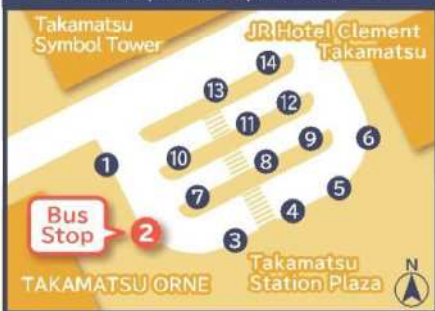 Takamatsu
Symbol Tower
JR Hotel Clement
Takamatsu
14
13
12
11
9
6
1
10
8
7
5
Bus
Stop
2
4
3
TAKAMATSU ORNE
Takamatsu
Station Plaza
N